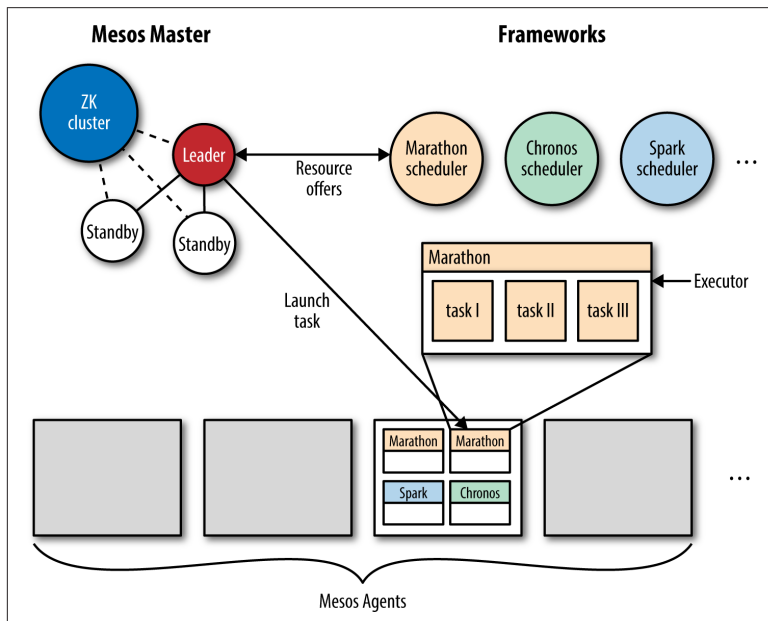 Mesos Master
Frameworks
ZK
cluster
Leader
Standby
Standby
Resource
offers
Marathon
scheduler
Chronos
scheduler
Spark
scheduler
...
Marathon
task I
task II
task III
Executor
Launch
task
Marathon
Marathon
Spark
Chronos
...
Mesos Agents